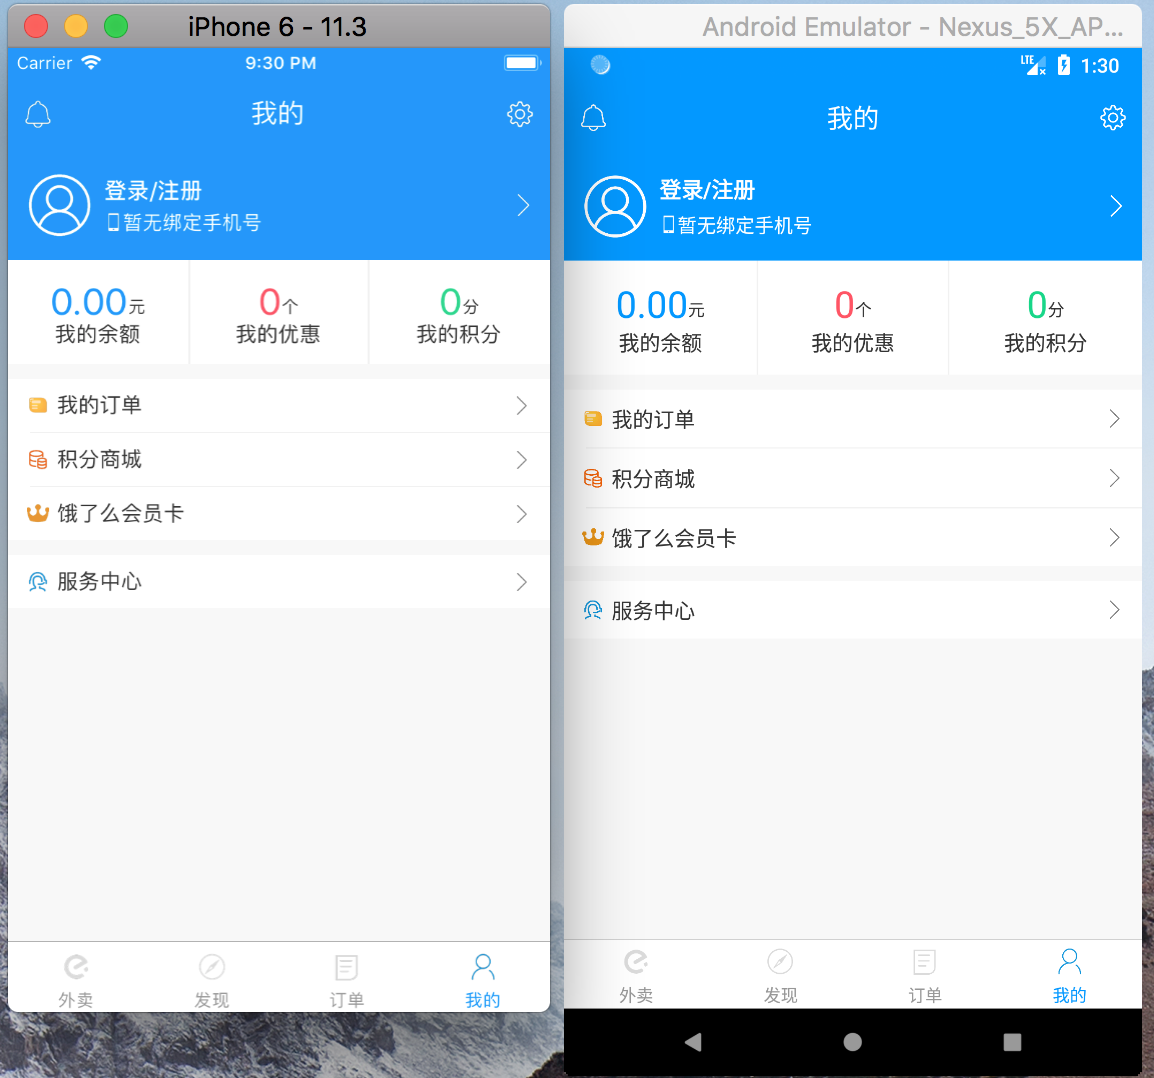 iPhone 6 - 11.3
Carrier 9:30 PM
我的
登录/注册
暂无绑定手机号
0.00元 0个 0分
我的余额 我的优惠 我的积分
我的订单
积分商城
饿了么会员卡
服务中心
外卖 发现 订单 我的
Android Emulator - Nexus_5X_AP...
LTE 1:30
我的
登录/注册
暂无绑定手机号
0.00元 0个 0分
我的余额 我的优惠 我的积分
我的订单
积分商城
饿了么会员卡
服务中心
外卖 发现 订单 我的